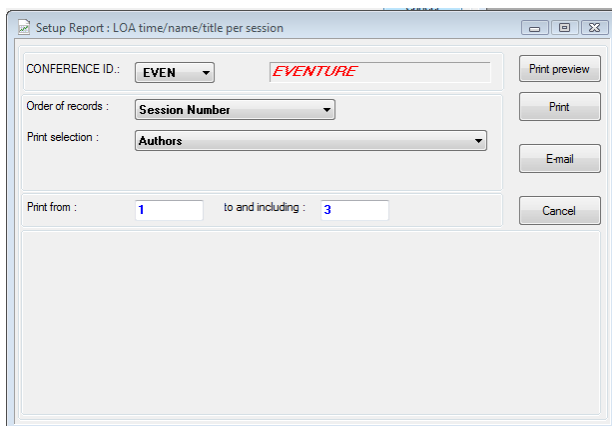 Setup Report : LOA time/name/title per session
CONFERENCE ID.: EVEN EVENTURE Print preview
Order of records : Session Number Print
Print selection : Authors
E-mail
Print from : 1 to and including : 3 Cancel